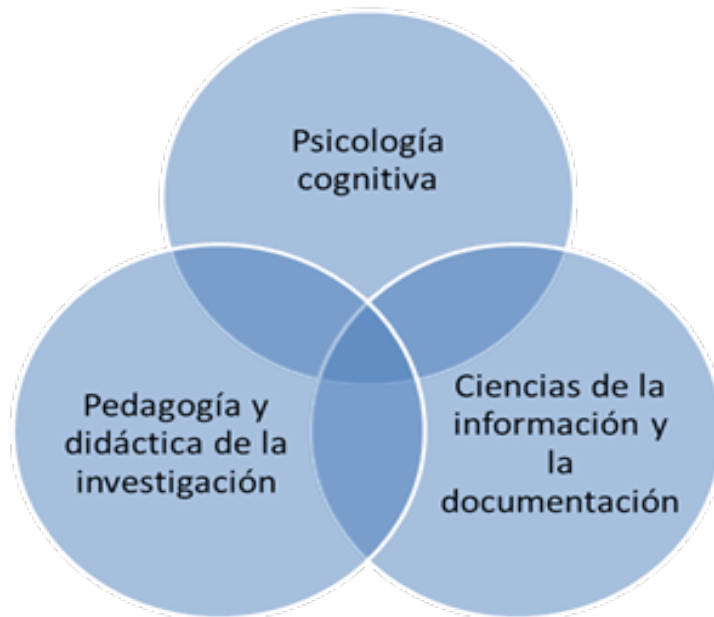 Psicología
cognitiva
Pedagogía y
didáctica de la
investigación
Ciencias de la
información y
la
documentación